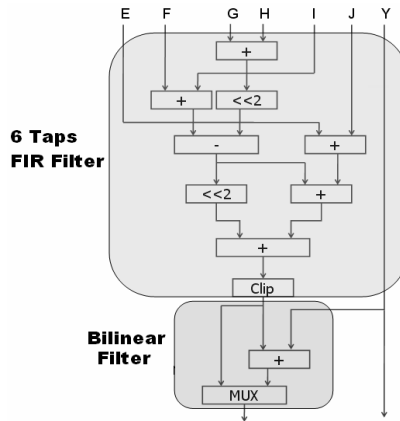 E F G H I J Y
+
+ <<2
6 Taps
FIR Filter
- +
<<2 +
+
Clip
Bilinear
Filter
+
MUX